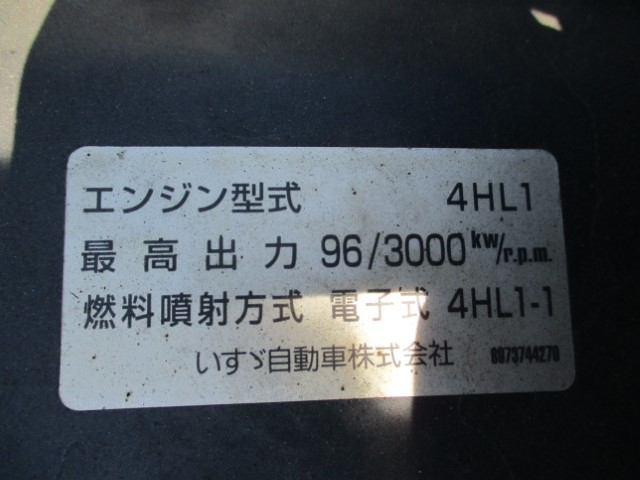 エンジン型式 4HL1
最高出力 96/3000 kw/r.p.m.
燃料噴射方式 電子式 4HL1-1
いすゞ自動車株式会社 8973744270